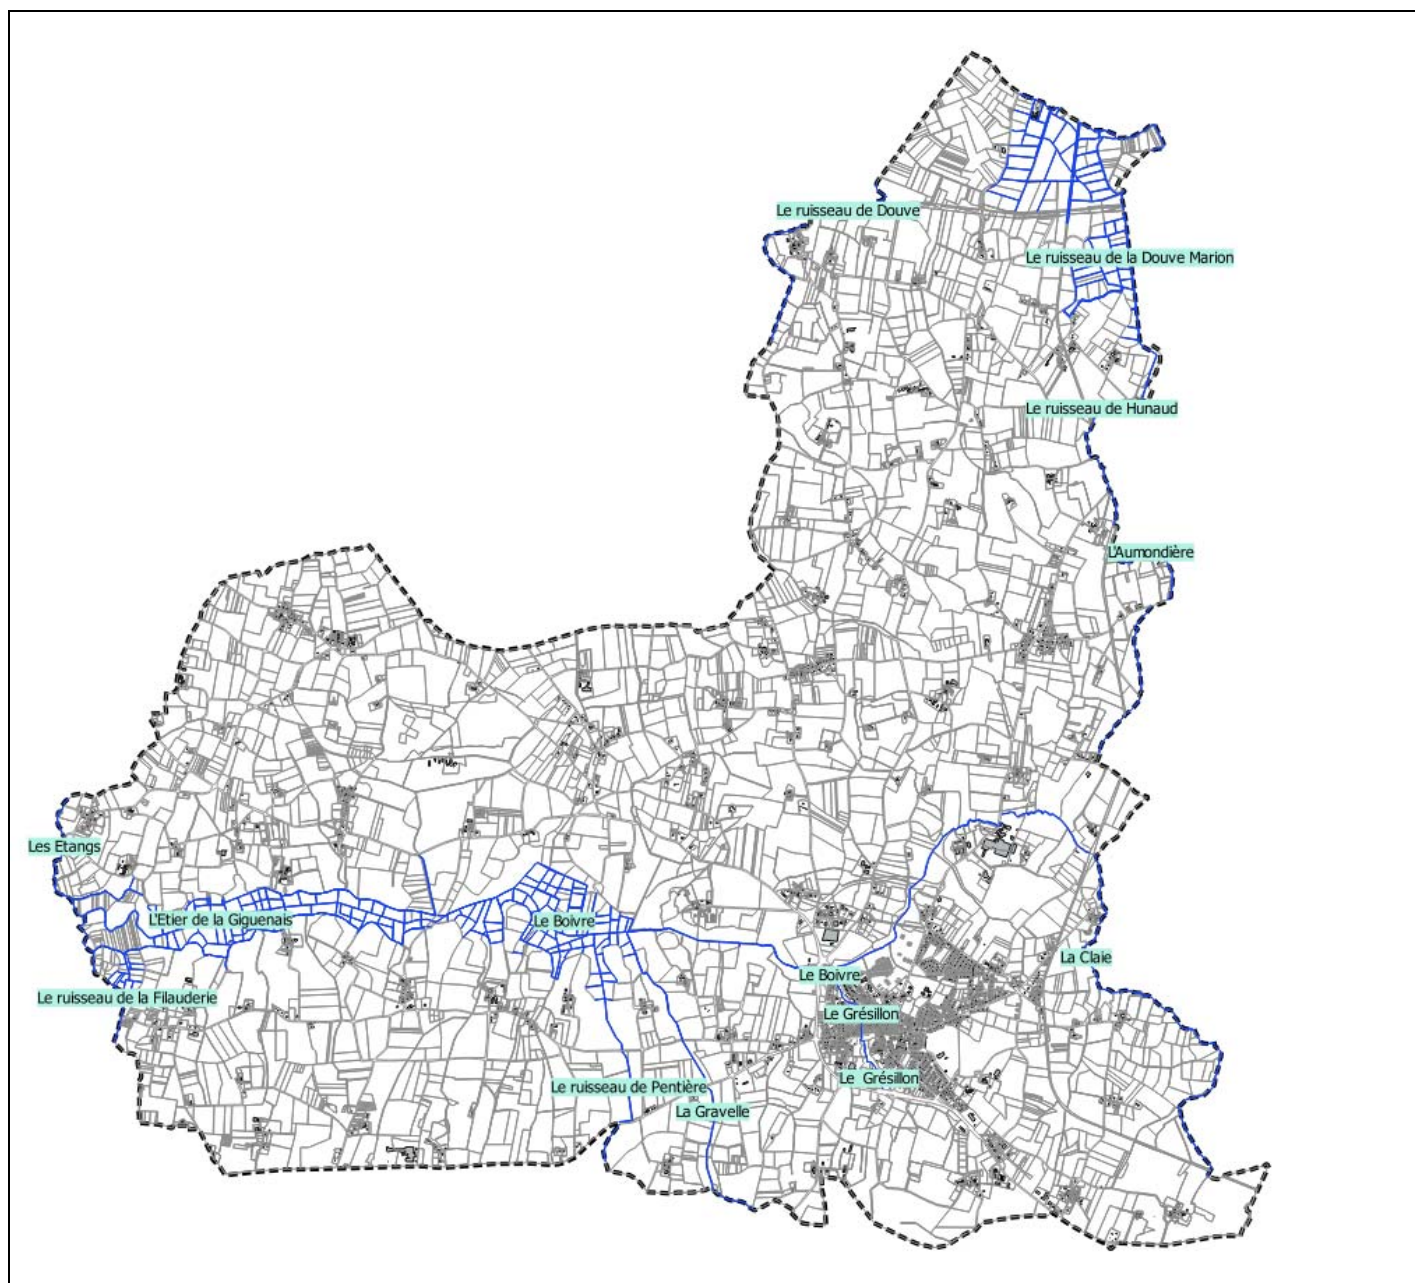 Le ruisseau de Douve
Le ruisseau de la Douve Marion
Le ruisseau de Hunaud
L'Aumondière
Les Etangs
L'Etier de la Giguenais
Le Boivre
La Claie
Le Boivre
Le ruisseau de la Filauderie
Le Grésillon
Le Grésillon
Le ruisseau de Pentière
La Gravelle